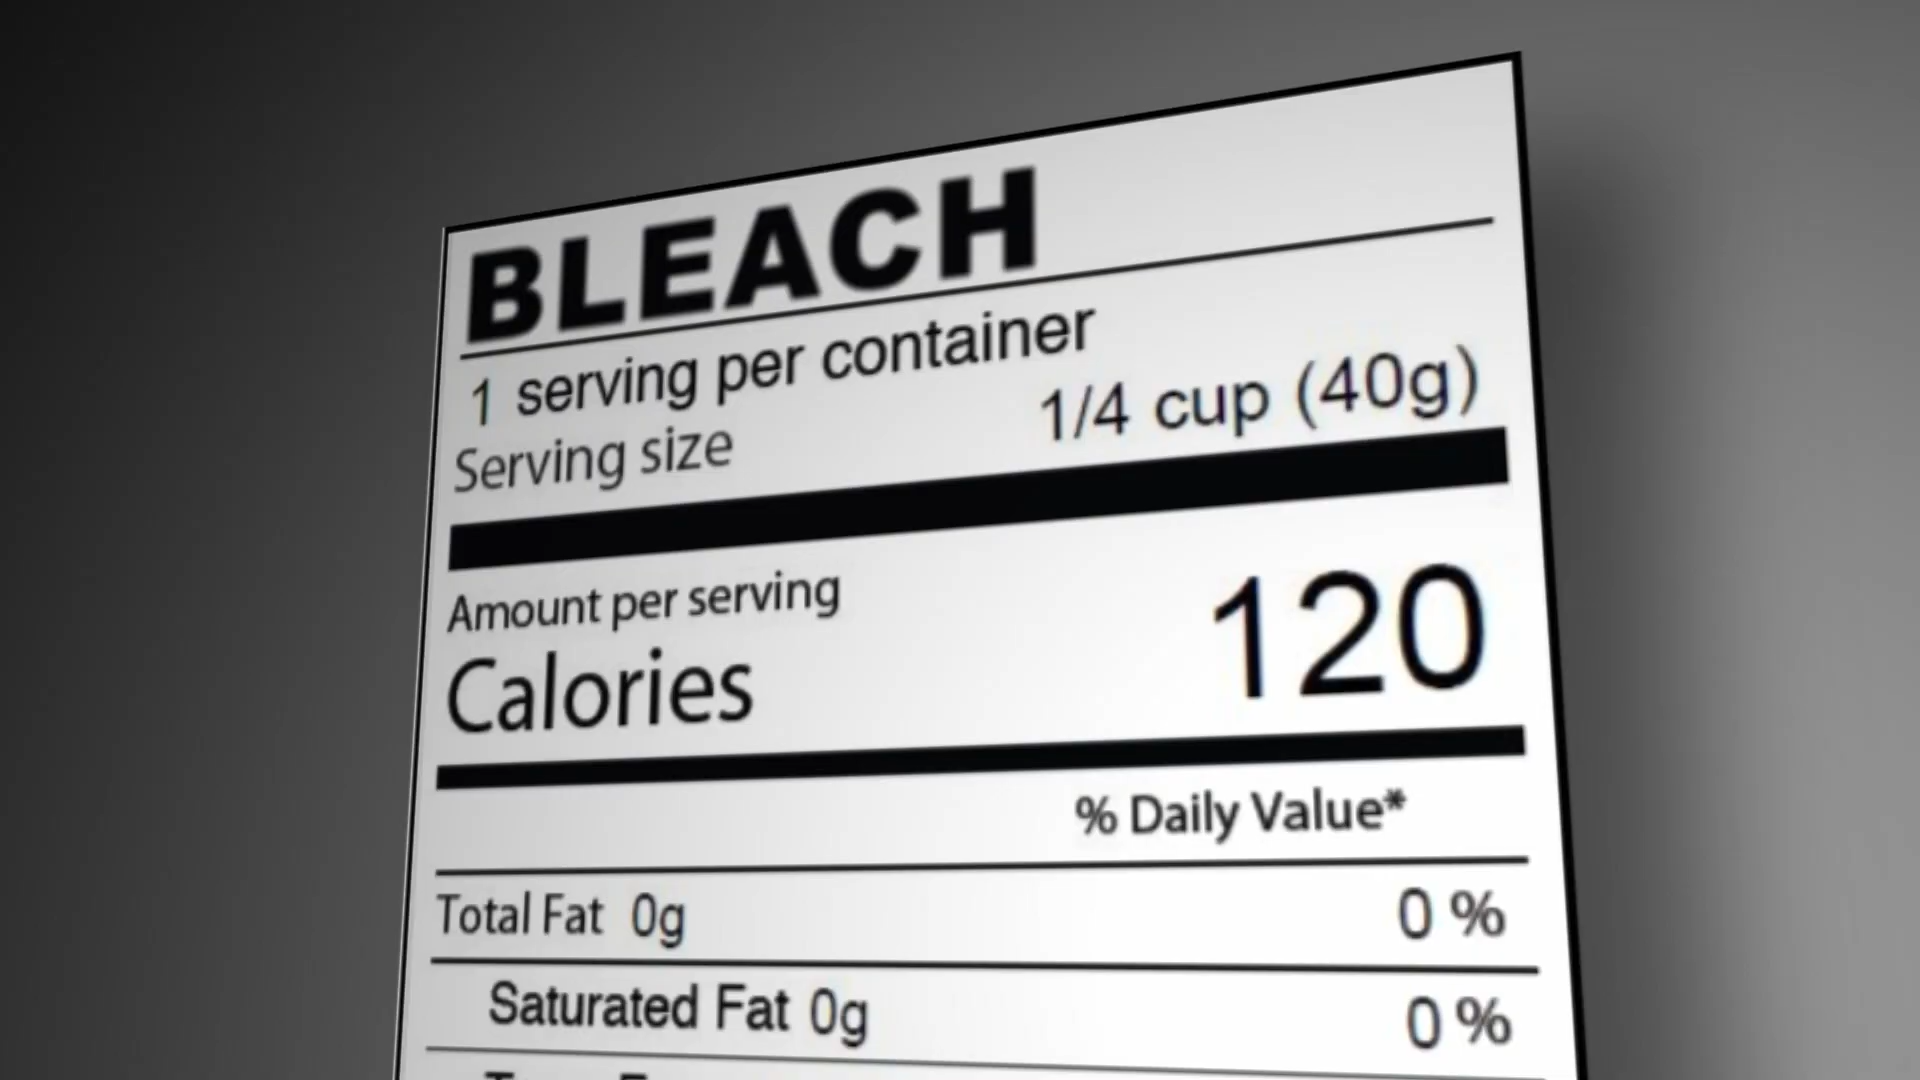 BLEACH
1 serving per container
Serving size 1/4 cup (40g)
Amount per serving
Calories 120
% Daily Value*
Total Fat 0g 0 %
Saturated Fat 0g 0 %